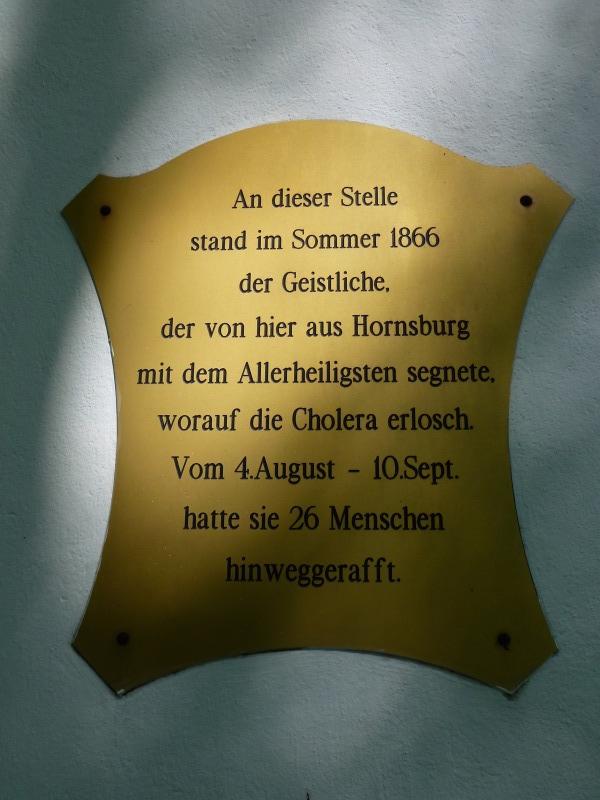 An dieser Stelle
stand im Sommer 1866
der Geistliche,
der von hier aus Hornsburg
mit dem Allerheiligsten segnete,
worauf die Cholera erlosch.
Vom 4.August - 10.Sept.
hatte sie 26 Menschen
hinweggerafft.